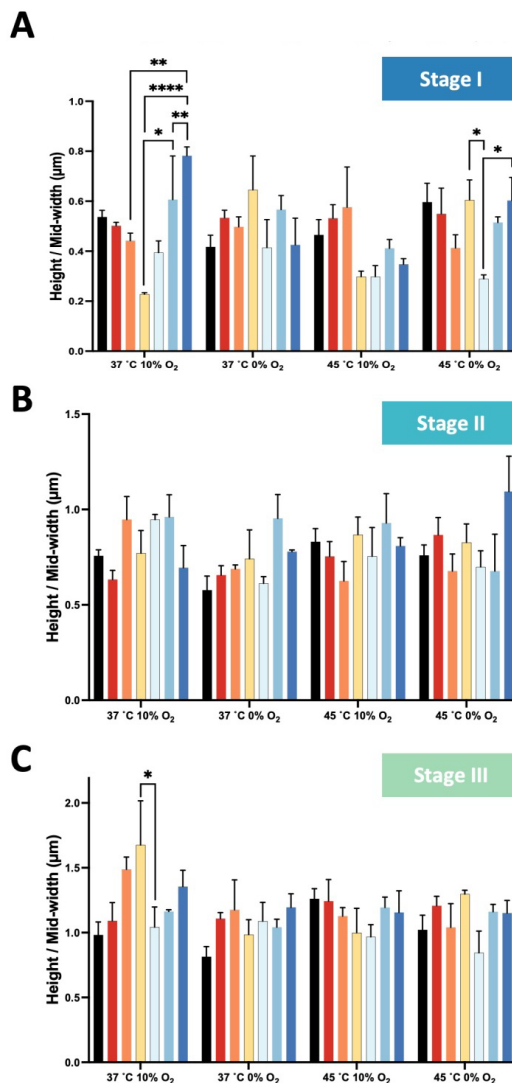 A
Stage I
**
****
**
*
*
*
Height / Mid-width (μm)
1.0
0.8
0.6
0.4
0.2
0.0
37 ˚C 10% O₂ 37 ˚C 0% O₂ 45 ˚C 10% O₂ 45 ˚C 0% O₂
B
Stage II
Height / Mid-width (μm)
1.5
1.0
0.5
0.0
37 ˚C 10% O₂ 37 ˚C 0% O₂ 45 ˚C 10% O₂ 45 ˚C 0% O₂
C
Stage III
*
Height / Mid-width (μm)
2.0
1.5
1.0
0.5
0.0
37 ˚C 10% O₂ 37 ˚C 0% O₂ 45 ˚C 10% O₂ 45 ˚C 0% O₂